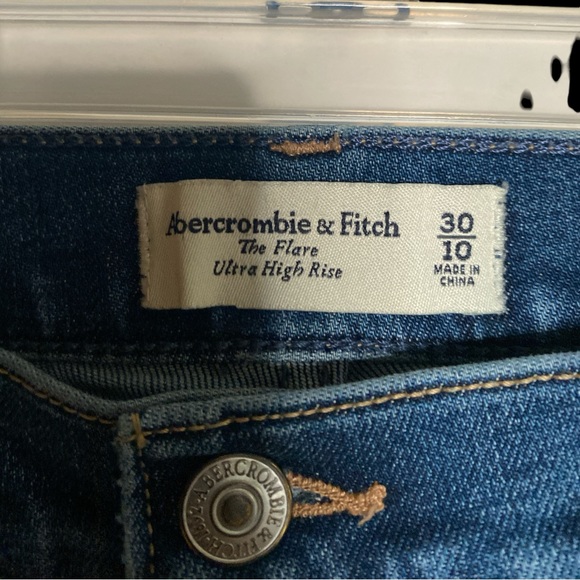 Abercrombie & Fitch
The Flare
Ultra High Rise
30
10
MADE IN
CHINA
ABERCROMBIE & FITCH